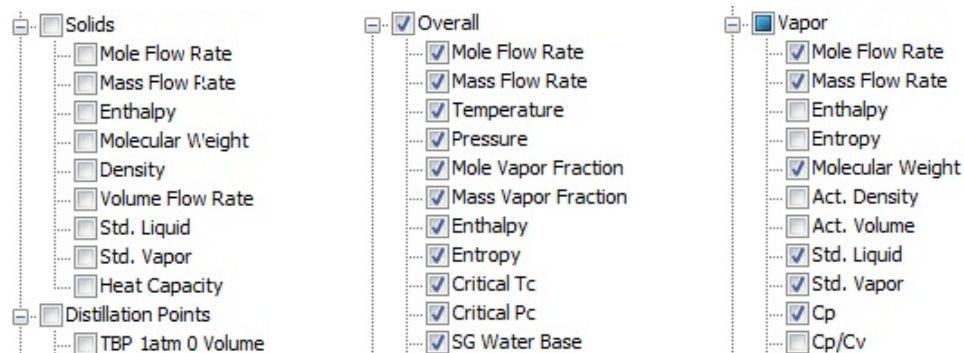 Solids
Mole Flow Rate
Mass Flow Rate
Enthalpy
Molecular Weight
Density
Volume Flow Rate
Std. Liquid
Std. Vapor
Heat Capacity
Distillation Points
TBP 1atm 0 Volume
Overall
Mole Flow Rate
Mass Flow Rate
Temperature
Pressure
Mole Vapor Fraction
Mass Vapor Fraction
Enthalpy
Entropy
Critical Tc
Critical Pc
SG Water Base
Vapor
Mole Flow Rate
Mass Flow Rate
Enthalpy
Entropy
Molecular Weight
Act. Density
Act. Volume
Std. Liquid
Std. Vapor
Cp
Cp/Cv